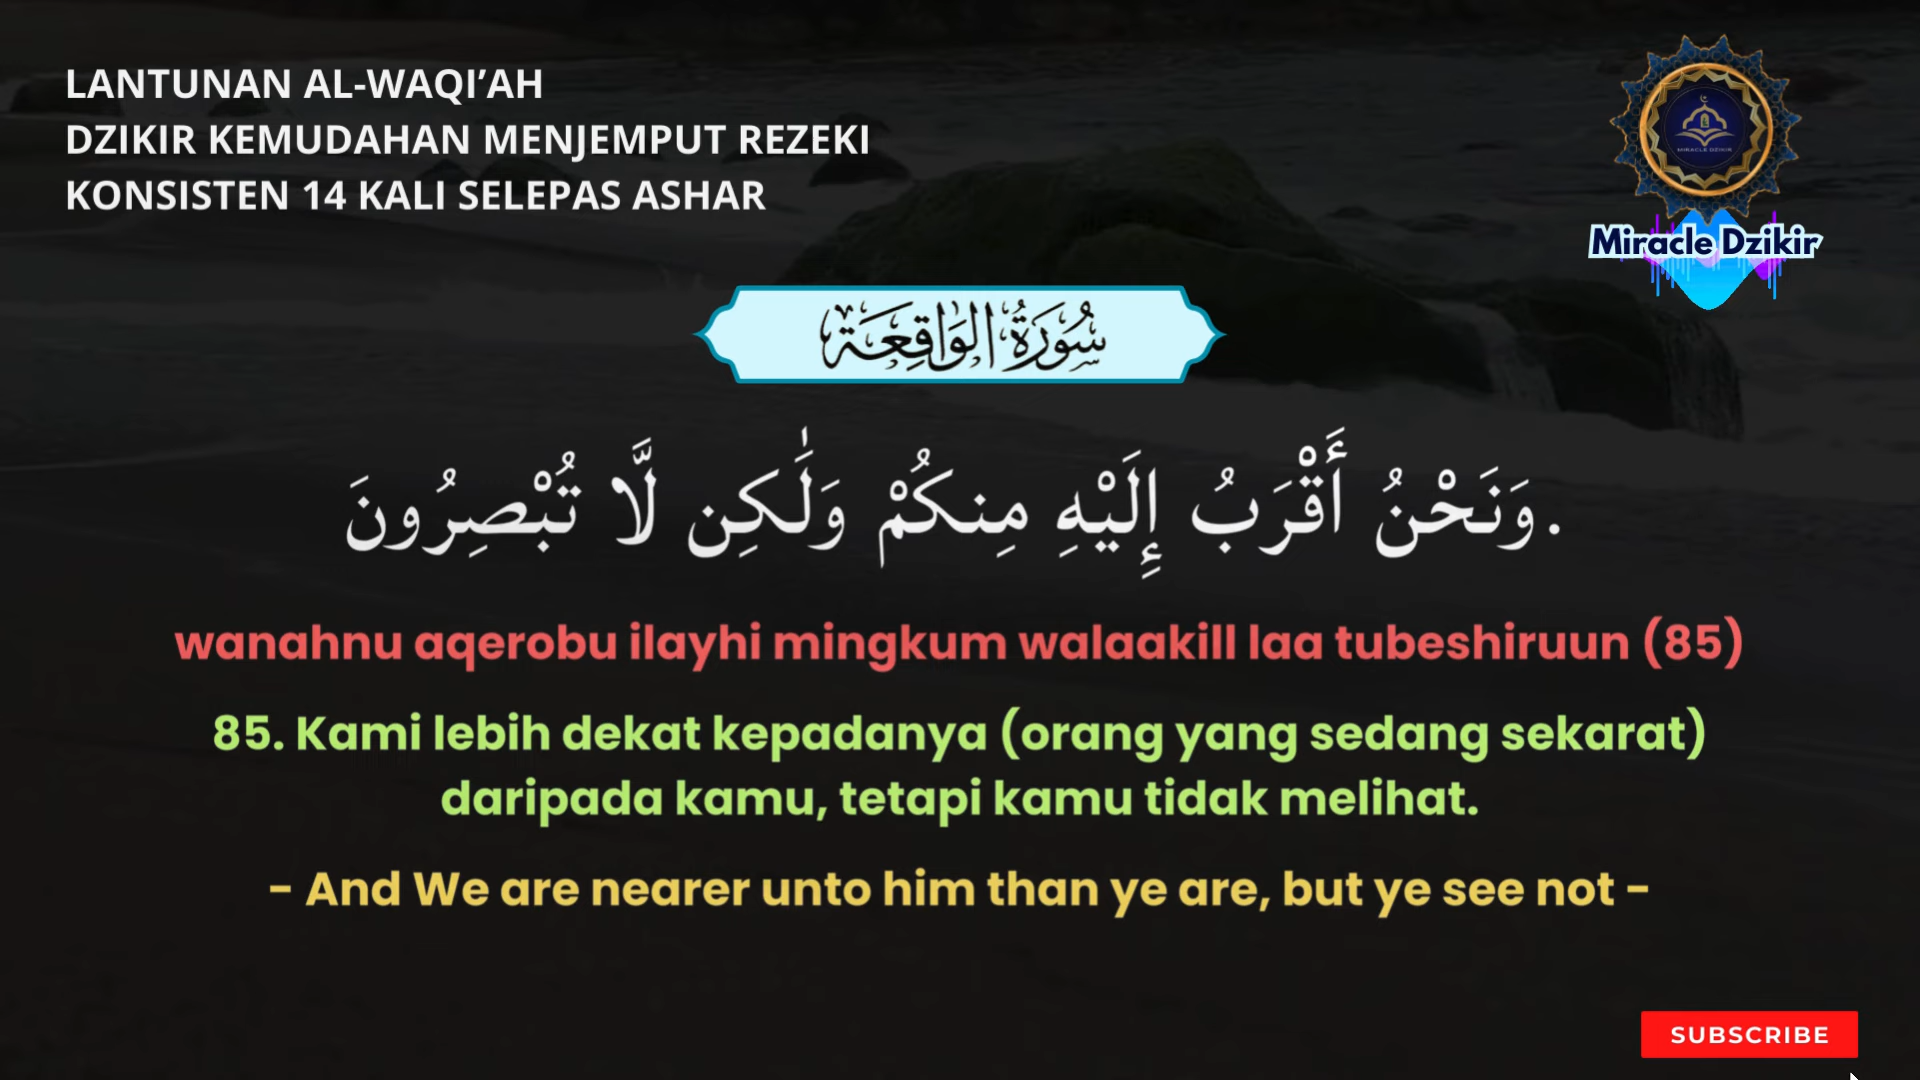 LANTUNAN AL-WAQI’AH
DZIKIR KEMUDAHAN MENJEMPUT REZEKI
KONSISTEN 14 KALI SELEPAS ASHAR
MIRACLE DZIKIR
Miracle Dzikir
سُورَةُ الوَاقِعَة
وَنَحْنُ أَقْرَبُ إِلَيْهِ مِنكُمْ وَلَٰكِن لَّا تُبْصِرُونَ.
wanahnu aqerobu ilayhi mingkum walaakill laa tubeshiruun (85)
85. Kami lebih dekat kepadanya (orang yang sedang sekarat)
daripada kamu, tetapi kamu tidak melihat.
- And We are nearer unto him than ye are, but ye see not -
SUBSCRIBE